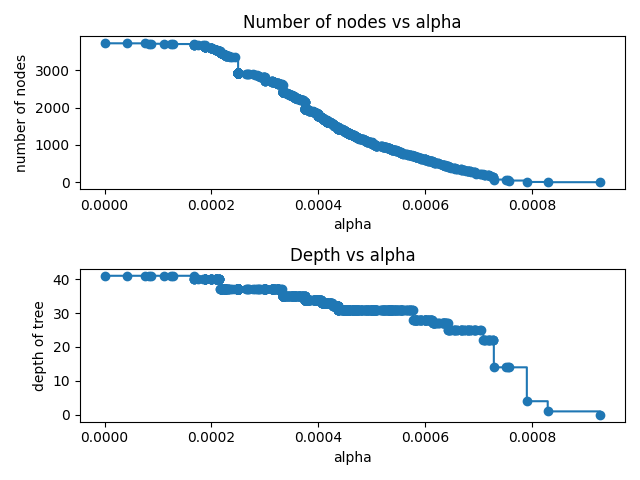 Number of nodes vs alpha
number of nodes
3000
2000
1000
0
0.0000 0.0002 0.0004 0.0006 0.0008
alpha
Depth vs alpha
depth of tree
40
30
20
10
0
0.0000 0.0002 0.0004 0.0006 0.0008
alpha